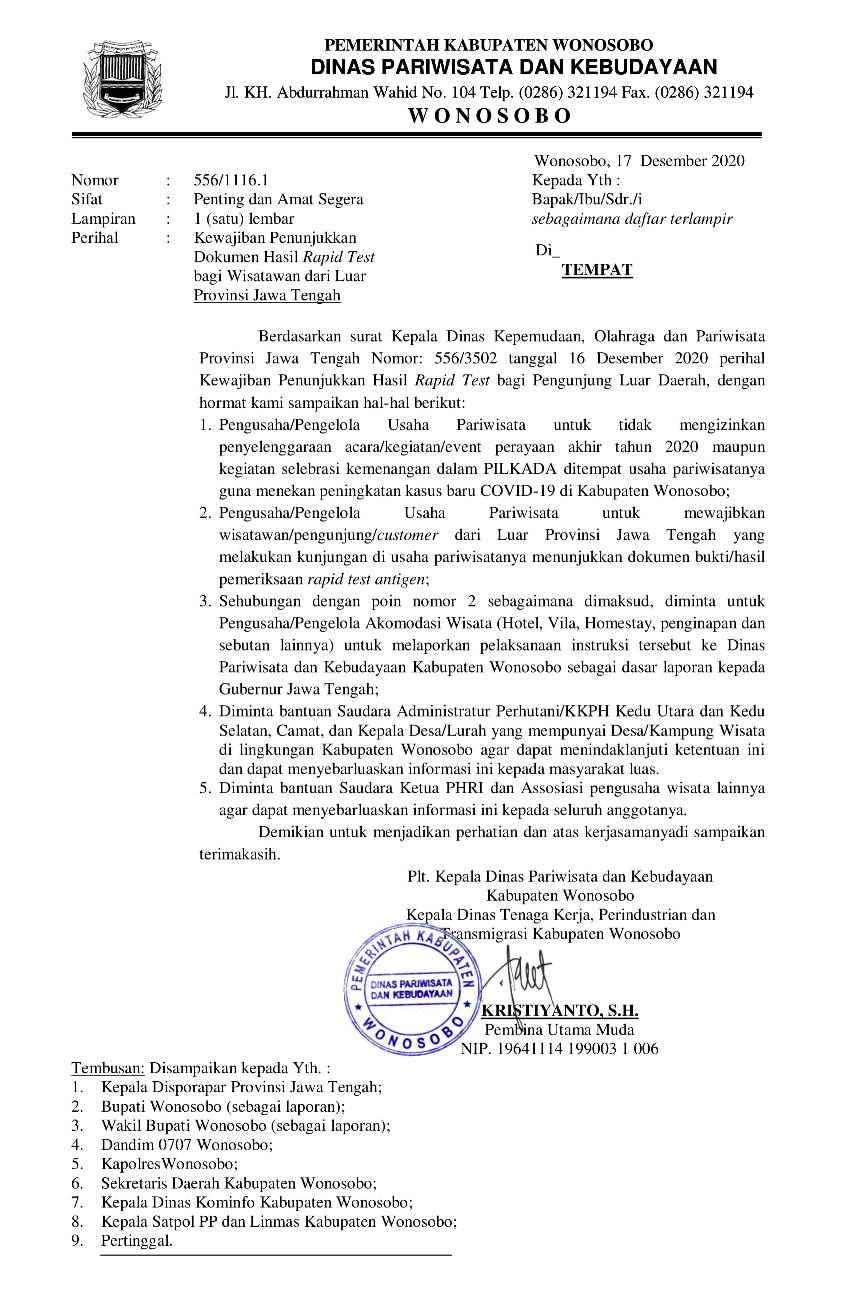 PEMERINTAH KABUPATEN WONOSOBO
DINAS PARIWISATA DAN KEBUDAYAAN
Jl. KH. Abdurrahman Wahid No. 104 Telp. (0286) 321194 Fax. (0286) 321194
W O N O S O B O
Wonosobo, 17 Desember 2020
Nomor : 556/1116.1 Kepada Yth :
Sifat : Penting dan Amat Segera Bapak/Ibu/Sdr./i
Lampiran : 1 (satu) lembar sebagaimana daftar terlampir
Perihal : Kewajiban Penunjukkan
Dokumen Hasil Rapid Test Di_
bagi Wisatawan dari Luar TEMPAT
Provinsi Jawa Tengah
Berdasarkan surat Kepala Dinas Kepemudaan, Olahraga dan Pariwisata
Provinsi Jawa Tengah Nomor: 556/3502 tanggal 16 Desember 2020 perihal
Kewajiban Penunjukkan Hasil Rapid Test bagi Pengunjung Luar Daerah, dengan
hormat kami sampaikan hal-hal berikut:
1. Pengusaha/Pengelola Usaha Pariwisata untuk tidak mengizinkan
penyelenggaraan acara/kegiatan/event perayaan akhir tahun 2020 maupun
kegiatan selebrasi kemenangan dalam PILKADA ditempat usaha pariwisatanya
guna menekan peningkatan kasus baru COVID-19 di Kabupaten Wonosobo;
2. Pengusaha/Pengelola Usaha Pariwisata untuk mewajibkan
wisatawan/pengunjung/customer dari Luar Provinsi Jawa Tengah yang
melakukan kunjungan di usaha pariwisatanya menunjukkan dokumen bukti/hasil
pemeriksaan rapid test antigen;
3. Sehubungan dengan poin nomor 2 sebagaimana dimaksud, diminta untuk
Pengusaha/Pengelola Akomodasi Wisata (Hotel, Vila, Homestay, penginapan dan
sebutan lainnya) untuk melaporkan pelaksanaan instruksi tersebut ke Dinas
Pariwisata dan Kebudayaan Kabupaten Wonosobo sebagai dasar laporan kepada
Gubernur Jawa Tengah;
4. Diminta bantuan Saudara Administratur Perhutani/KKPH Kedu Utara dan Kedu
Selatan, Camat, dan Kepala Desa/Lurah yang mempunyai Desa/Kampung Wisata
di lingkungan Kabupaten Wonosobo agar dapat menindaklanjuti ketentuan ini
dan dapat menyebarluaskan informasi ini kepada masyarakat luas.
5. Diminta bantuan Saudara Ketua PHRI dan Assosiasi pengusaha wisata lainnya
agar dapat menyebarluaskan informasi ini kepada seluruh anggotanya.
Demikian untuk menjadikan perhatian dan atas kerjasamanyadi sampaikan
terimakasih.
Plt. Kepala Dinas Pariwisata dan Kebudayaan
Kabupaten Wonosobo
Kepala Dinas Tenaga Kerja, Perindustrian dan
Transmigrasi Kabupaten Wonosobo
PEMERINTAH KABUPATEN
DINAS PARIWISATA
DAN KEBUDAYAAN
WONOSOBO
KRISTIYANTO, S.H.
Pembina Utama Muda
NIP. 19641114 199003 1 006
Tembusan: Disampaikan kepada Yth. :
1. Kepala Disporapar Provinsi Jawa Tengah;
2. Bupati Wonosobo (sebagai laporan);
3. Wakil Bupati Wonosobo (sebagai laporan);
4. Dandim 0707 Wonosobo;
5. KapolresWonosobo;
6. Sekretaris Daerah Kabupaten Wonosobo;
7. Kepala Dinas Kominfo Kabupaten Wonosobo;
8. Kepala Satpol PP dan Linmas Kabupaten Wonosobo;
9. Pertinggal.